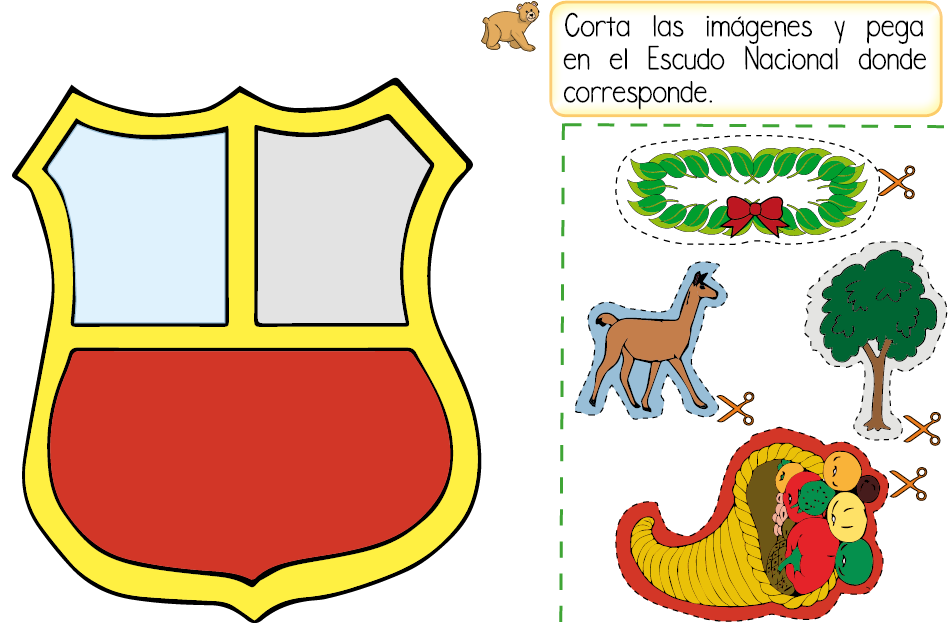 Corta las imágenes y pega
en el Escudo Nacional donde
corresponde.